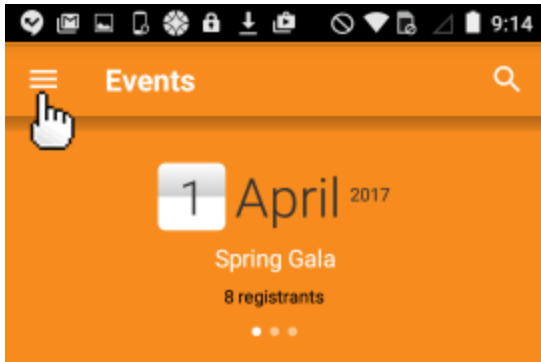 9:14
Events
1 April 2017
Spring Gala
8 registrants